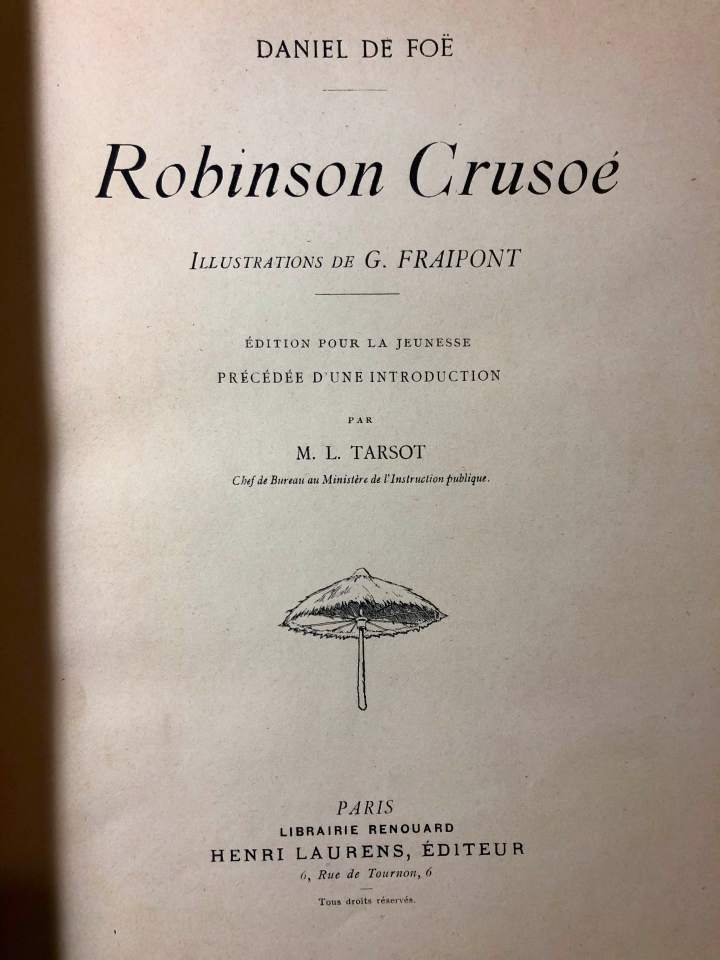 DANIEL DE FOË
Robinson Crusoé
ILLUSTRATIONS DE G. FRAIPONT
ÉDITION POUR LA JEUNESSE
PRÉCÉDÉE D'UNE INTRODUCTION
PAR
M. L. TARSOT
Chef de Bureau au Ministère de l'Instruction publique.
PARIS
LIBRAIRIE RENOUARD
HENRI LAURENS, ÉDITEUR
6, Rue de Tournon, 6
Tous droits réservés.